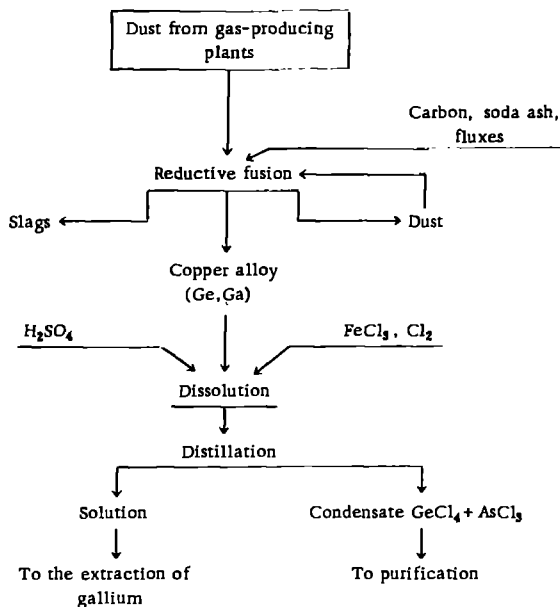 Dust from gas-producing
plants
Carbon, soda ash,
fluxes
Reductive fusion
Slags
Dust
Copper alloy
(Ge,Ga)
H₂SO₄
FeCl₃, Cl₂
Dissolution
Distillation
Solution
Condensate GeCl₄ + AsCl₃
To the extraction of
gallium
To purification